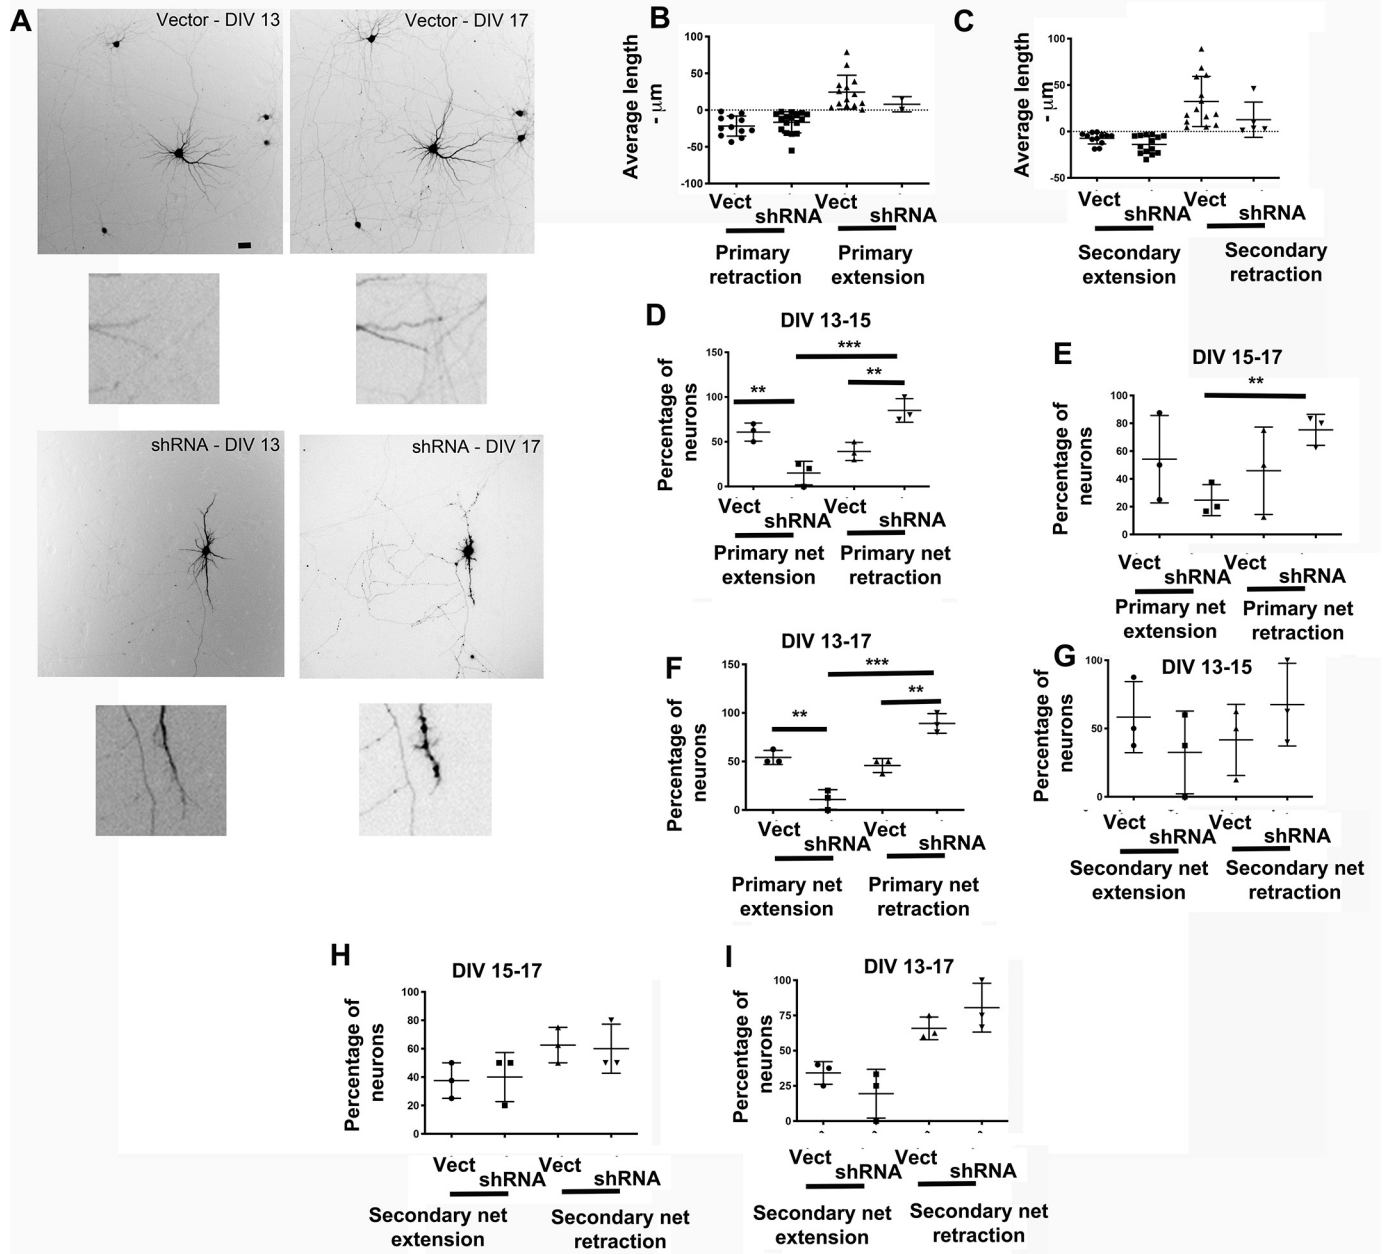 A
Vector - DIV 13
Vector - DIV 17
shRNA - DIV 13
shRNA - DIV 17
B
Average length
- µm
100
50
0
-50
-100
Vect
shRNA
Vect
shRNA
Primary
retraction
Primary
extension
C
Average length
- µm
100
50
0
-50
Vect
shRNA
Vect
shRNA
Secondary
extension
Secondary
retraction
D
DIV 13-15
Percentage of
neurons
150
100
50
0
**
***
**
Vect
shRNA
Vect
shRNA
Primary net
extension
Primary net
retraction
E
DIV 15-17
Percentage of
neurons
100
80
60
40
20
0
**
Vect
shRNA
Vect
shRNA
Primary net
extension
Primary net
retraction
F
DIV 13-17
Percentage of
neurons
150
100
50
0
**
***
**
Vect
shRNA
Vect
shRNA
Primary net
extension
Primary net
retraction
G
DIV 13-15
Percentage of
neurons
100
50
0
Vect
shRNA
Vect
shRNA
Secondary net
extension
Secondary net
retraction
H
DIV 15-17
Percentage of
neurons
100
80
60
40
20
0
Vect
shRNA
Vect
shRNA
Secondary net
extension
Secondary net
retraction
I
DIV 13-17
Percentage of
neurons
100
75
50
25
0
Vect
shRNA
Vect
shRNA
Secondary net
extension
Secondary net
retraction